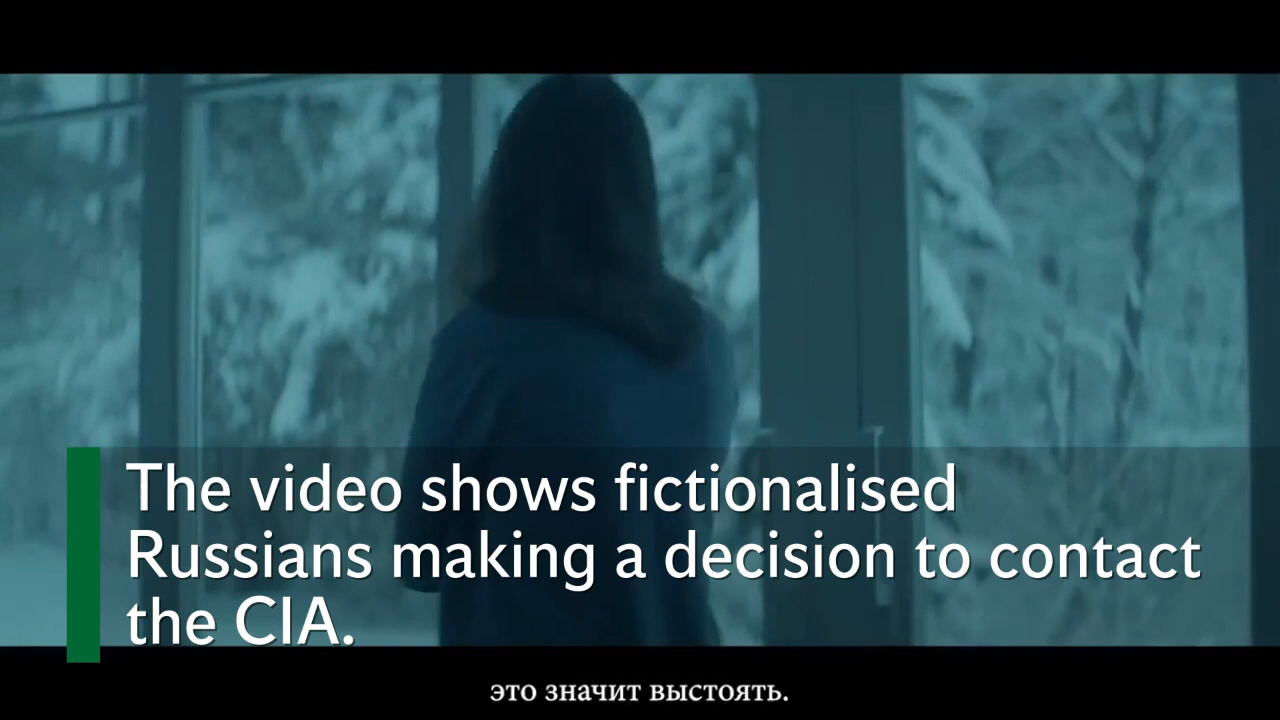 The video shows fictionalised
Russians making a decision to contact
the CIA.
это значит выстоять.